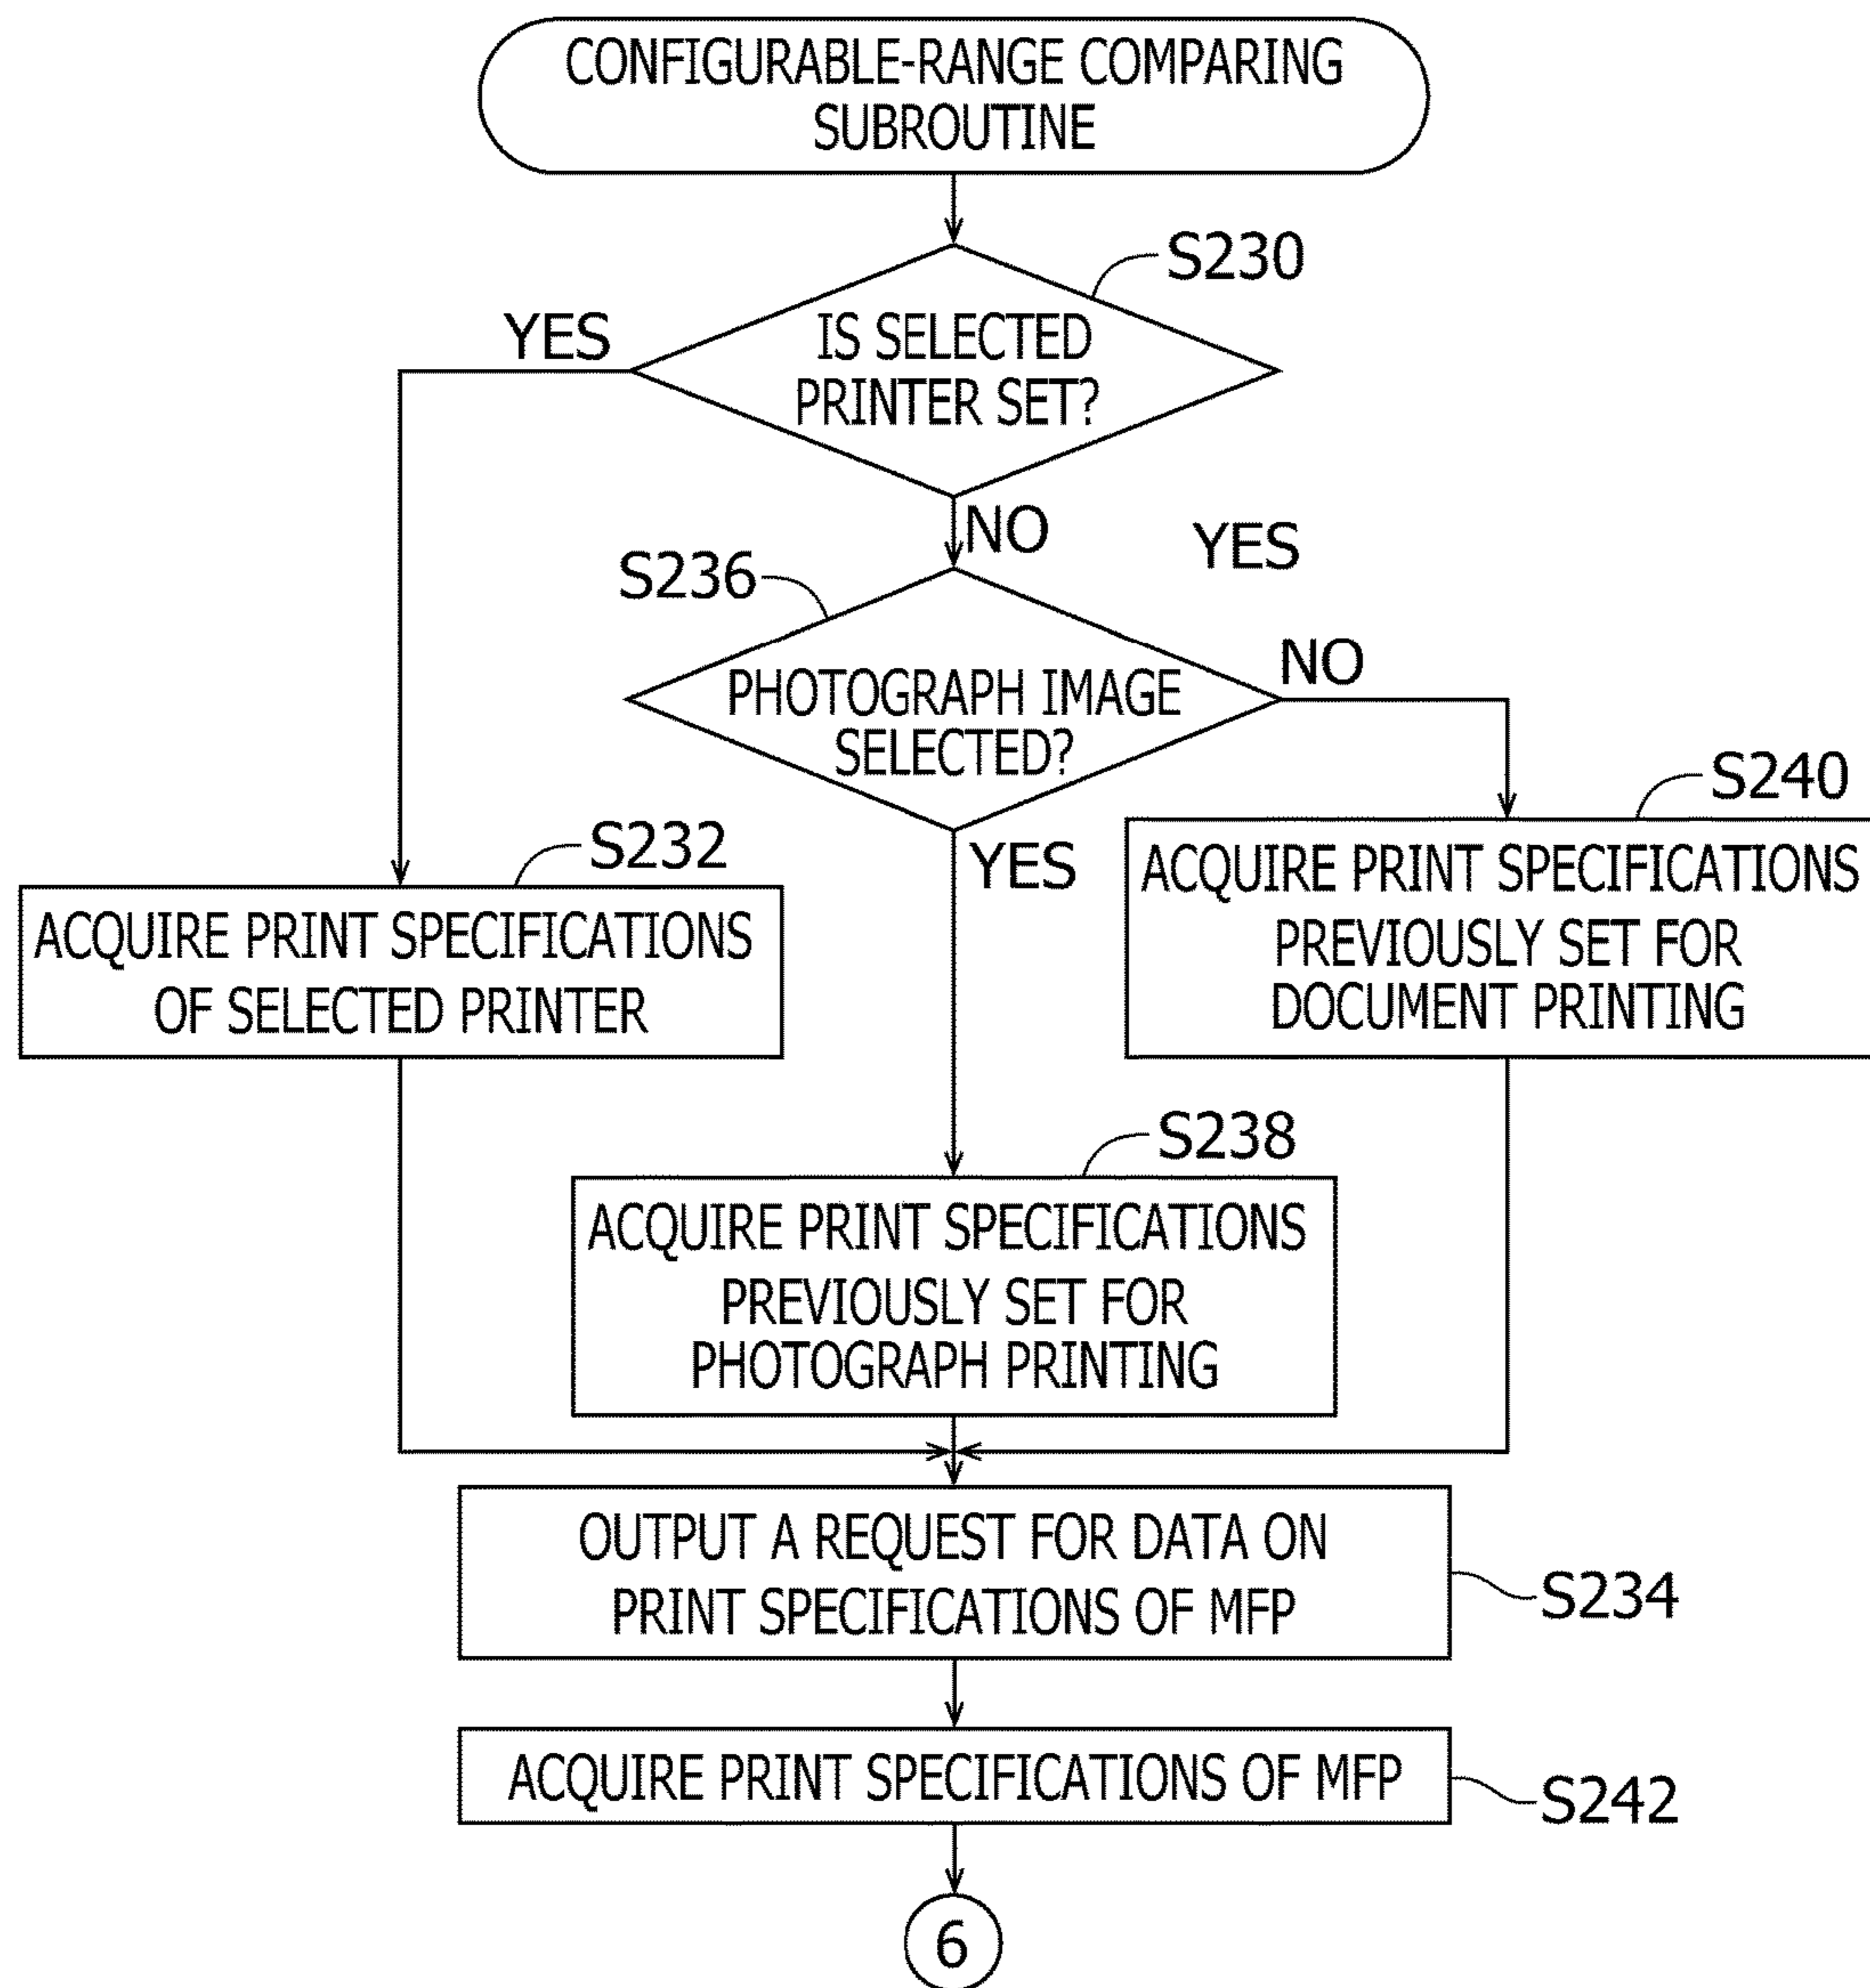 CONFIGURABLE-RANGE COMPARING
SUBROUTINE
S230
YES
IS SELECTED
PRINTER SET?
NO
YES
S236
NO
PHOTOGRAPH IMAGE
SELECTED?
S240
S232
YES
ACQUIRE PRINT SPECIFICATIONS
PREVIOUSLY SET FOR
DOCUMENT PRINTING
ACQUIRE PRINT SPECIFICATIONS
OF SELECTED PRINTER
S238
ACQUIRE PRINT SPECIFICATIONS
PREVIOUSLY SET FOR
PHOTOGRAPH PRINTING
OUTPUT A REQUEST FOR DATA ON
PRINT SPECIFICATIONS OF MFP
S234
ACQUIRE PRINT SPECIFICATIONS OF MFP
S242
6